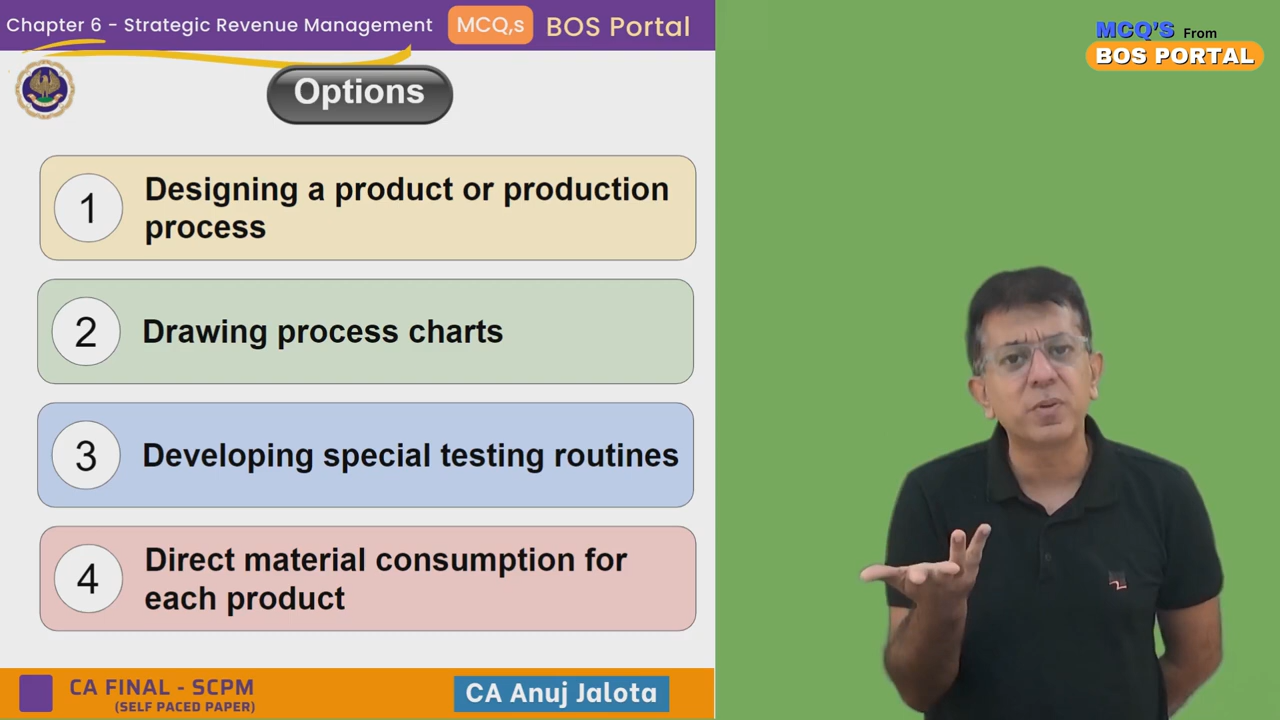 Chapter 6 - Strategic Revenue Management MCQ,s BOS Portal
MCQ'S From
BOS PORTAL
Options
1 Designing a product or production
process
2 Drawing process charts
3 Developing special testing routines
4 Direct material consumption for
each product
CA FINAL - SCPM
(SELF PACED PAPER)
CA Anuj Jalota